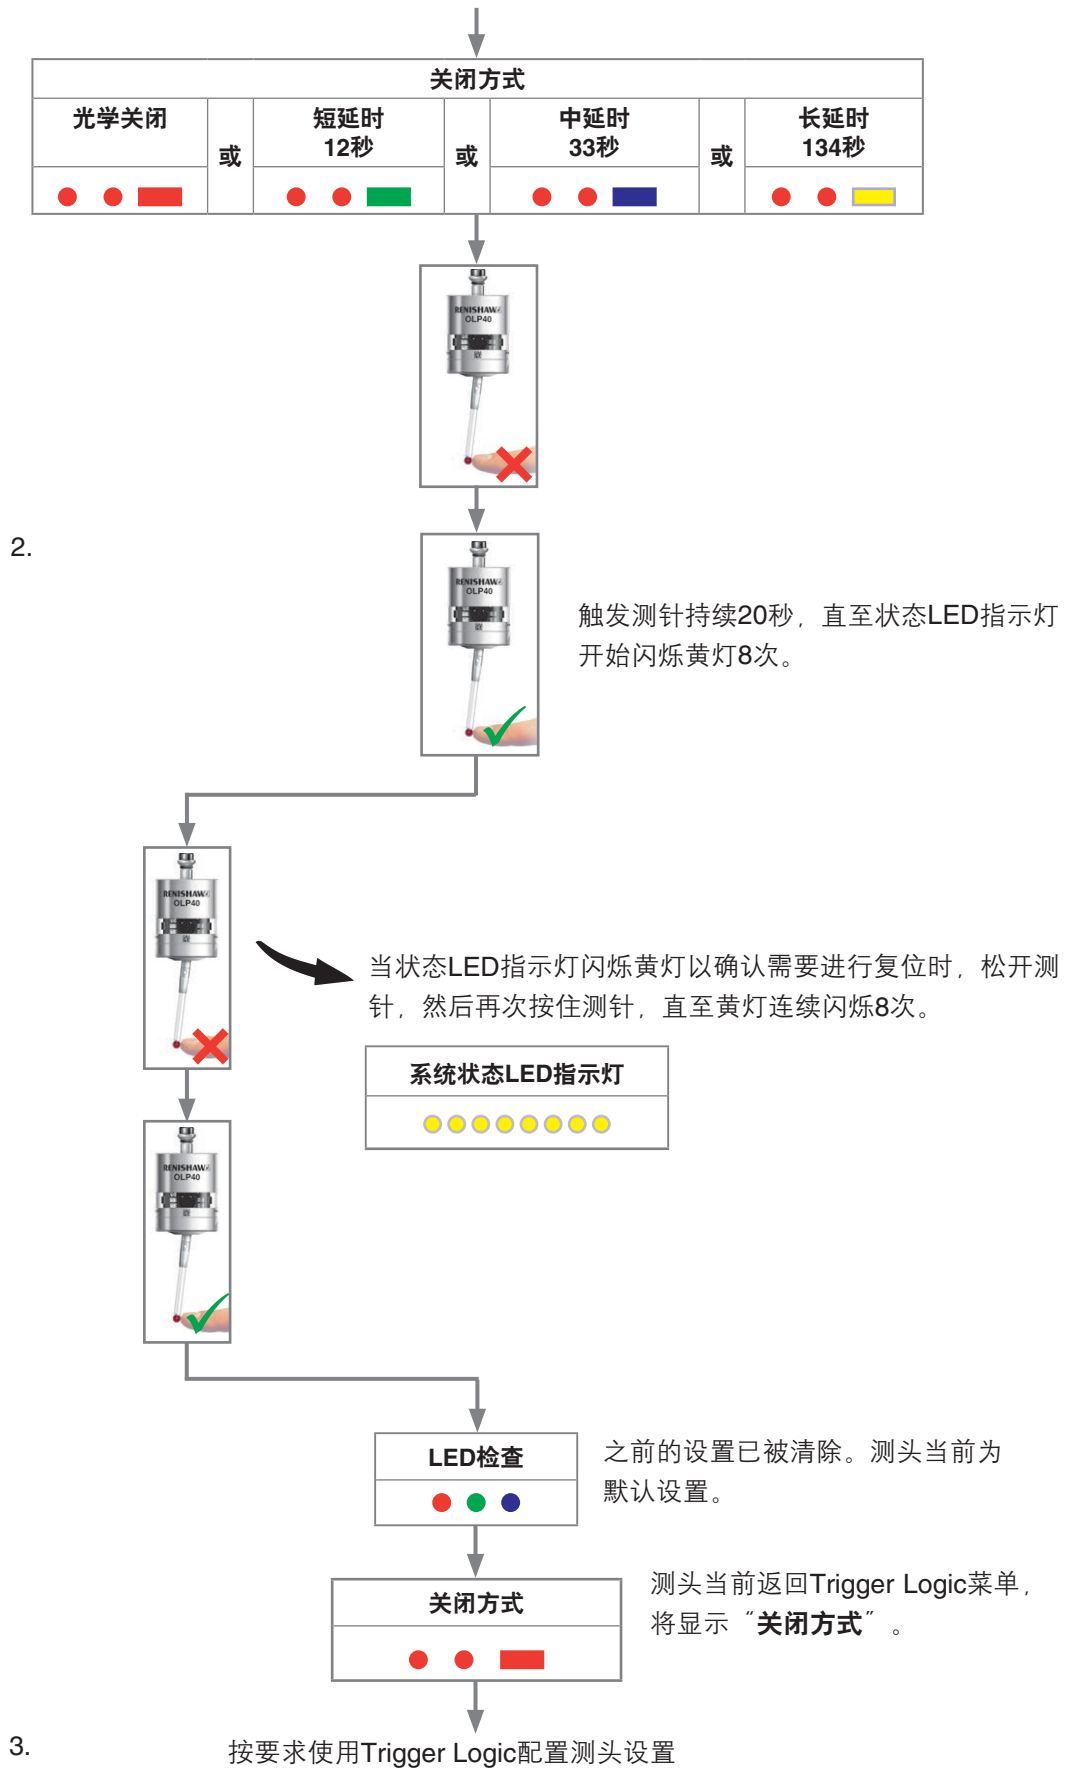 关闭方式
光学关闭
或
短延时
12秒
或
中延时
33秒
或
长延时
134秒
RENISHAW
OLP40
2.
RENISHAW
OLP40
触发测针持续20秒，直至状态LED指示灯
开始闪烁黄灯8次。
RENISHAW
OLP40
当状态LED指示灯闪烁黄灯以确认需要进行复位时，松开测
针，然后再次按住测针，直至黄灯连续闪烁8次。
系统状态LED指示灯
RENISHAW
OLP40
LED检查
之前的设置已被清除。测头当前为
默认设置。
关闭方式
测头当前返回Trigger Logic菜单，
将显示“关闭方式”。
3.
按要求使用Trigger Logic配置测头设置